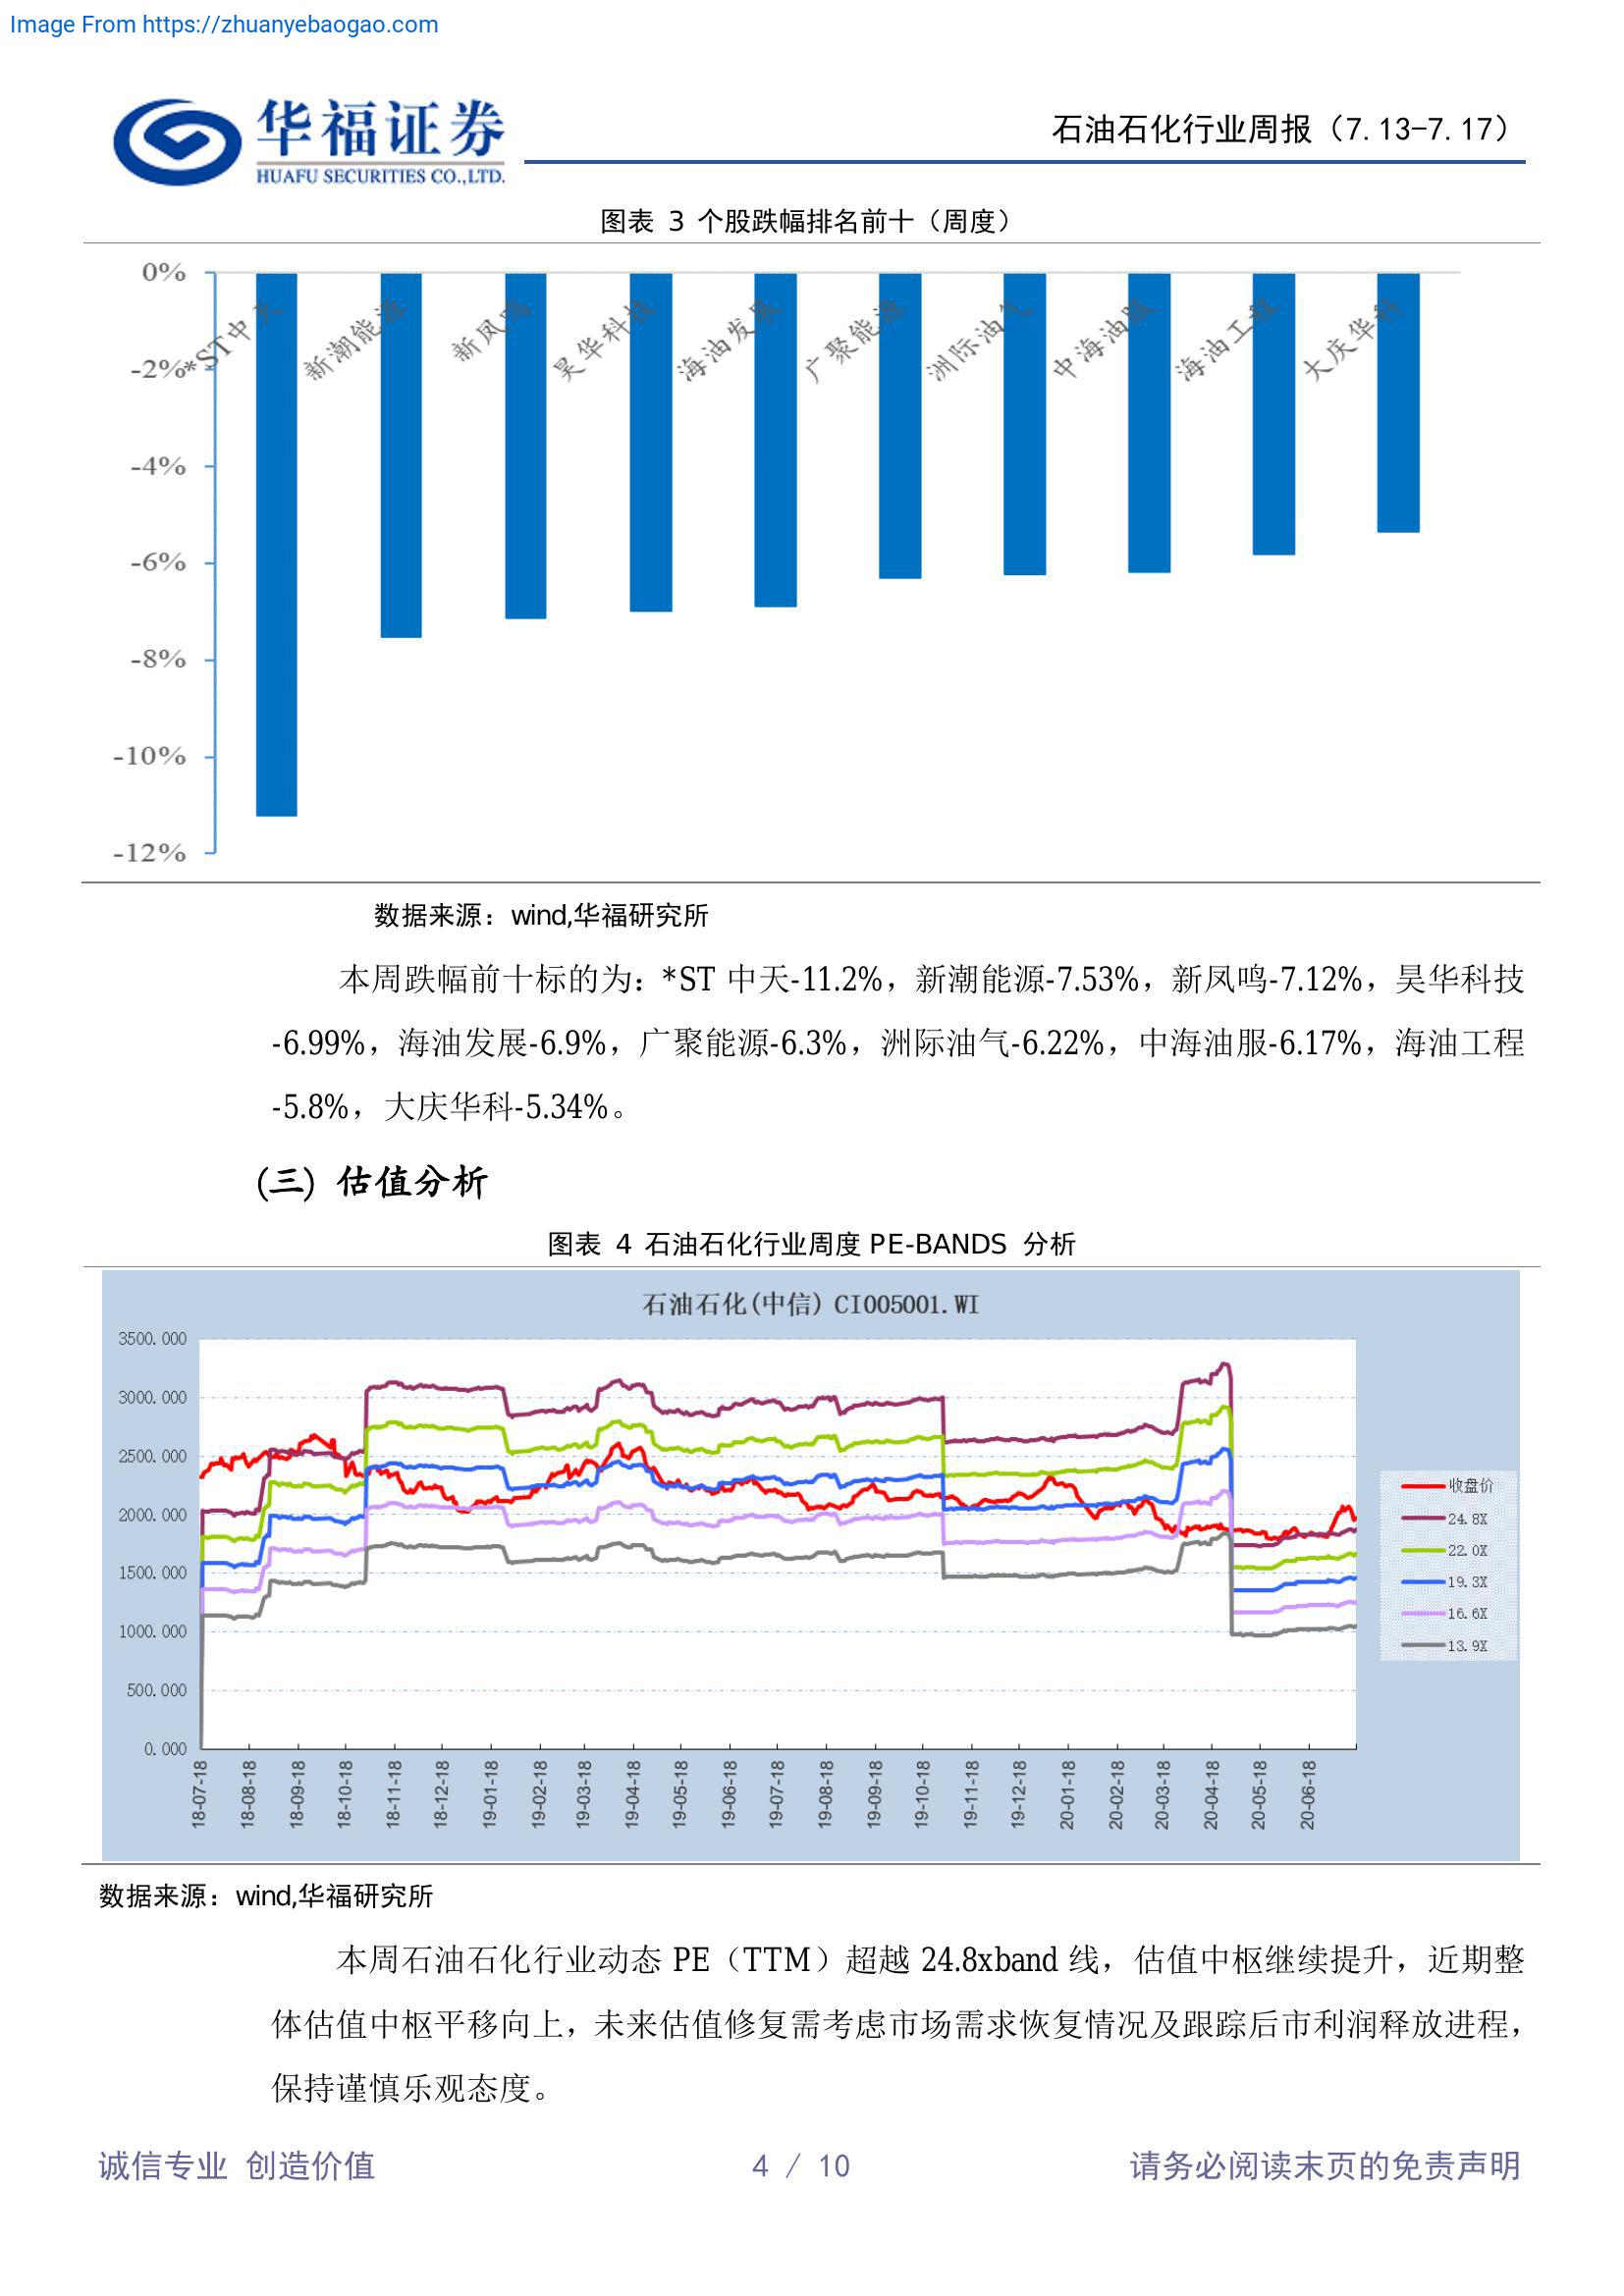 Image From https://zhuanyebaogao.com
华福证券
HUAFU SECURITIES CO.,LTD.
石油石化行业周报（7.13-7.17）
图表 3 个股跌幅排名前十（周度）
0%
-2%
-4%
-6%
-8%
-10%
-12%
*ST中天
新潮能源
新凤鸣
昊华科技
海油发展
广聚能源
洲际油气
中海油服
海油工程
大庆华科
数据来源：wind,华福研究所
本周跌幅前十标的为：*ST 中天-11.2%，新潮能源-7.53%，新凤鸣-7.12%，昊华科技
-6.99%，海油发展-6.9%，广聚能源-6.3%，洲际油气-6.22%，中海油服-6.17%，海油工程
-5.8%，大庆华科-5.34%。
(三) 估值分析
图表 4 石油石化行业周度 PE-BANDS 分析
石油石化(中信) CI005001.WI
3500.000
3000.000
2500.000
2000.000
1500.000
1000.000
500.000
0.000
18-07-18
18-08-18
18-09-18
18-10-18
18-11-18
18-12-18
19-01-18
19-02-18
19-03-18
19-04-18
19-05-18
19-06-18
19-07-18
19-08-18
19-09-18
19-10-18
19-11-18
19-12-18
20-01-18
20-02-18
20-03-18
20-04-18
20-05-18
20-06-18
收盘价
24.8X
22.0X
19.3X
16.6X
13.9X
数据来源：wind,华福研究所
本周石油石化行业动态 PE（TTM）超越 24.8xband 线，估值中枢继续提升，近期整
体估值中枢平移向上，未来估值修复需考虑市场需求恢复情况及跟踪后市利润释放进程，
保持谨慎乐观态度。
诚信专业 创造价值
4 / 10
请务必阅读末页的免责声明